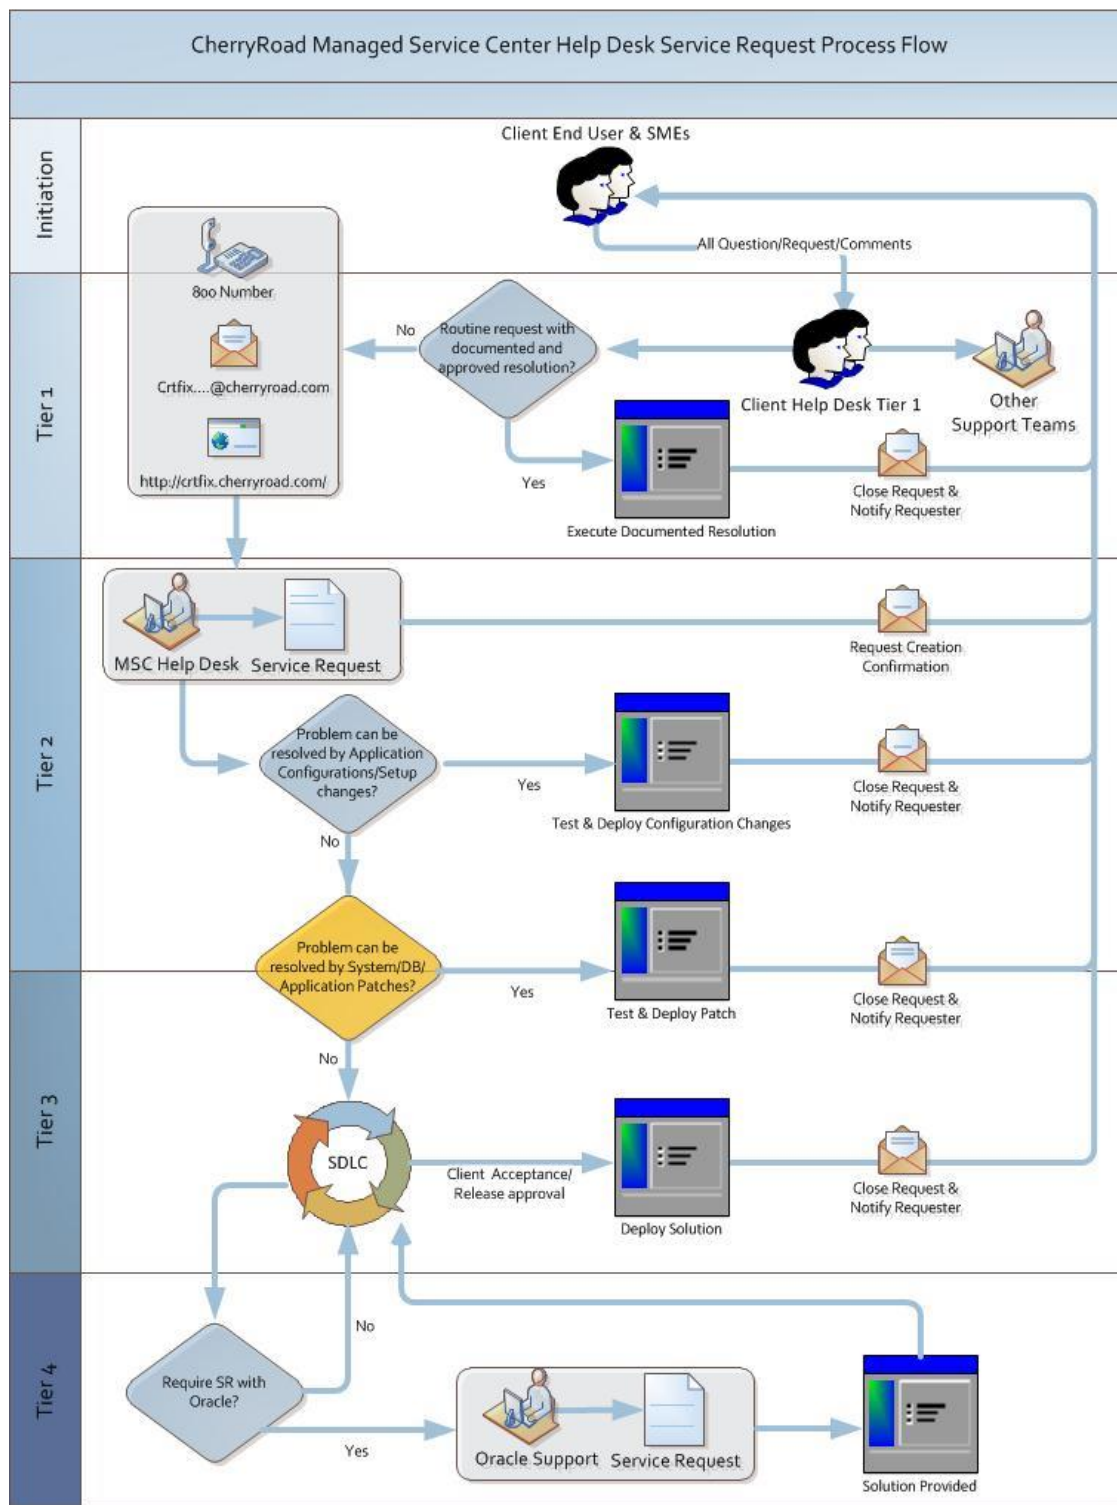 CherryRoad Managed Service Center Help Desk Service Request Process Flow
Initiation
Client End User & SMEs
All Question/Request/Comments
800 Number
Crtfix....@cherryroad.com
http://crtfix.cherryroad.com/
Tier 1
No
Routine request with
documented and
approved resolution?
Client Help Desk Tier 1
Other
Support Teams
Yes
Execute Documented Resolution
Close Request &
Notify Requester
Tier 2
MSC Help Desk
Service Request
Request Creation
Confirmation
Problem can be
resolved by Application
Configurations/Setup
changes?
Yes
Test & Deploy Configuration Changes
Close Request &
Notify Requester
No
Problem can be
resolved by System/DB/
Application Patches?
Yes
Test & Deploy Patch
Close Request &
Notify Requester
No
Tier 3
SDLC
Client Acceptance/
Release approval
Deploy Solution
Close Request &
Notify Requester
Tier 4
No
Require SR with
Oracle?
Yes
Oracle Support
Service Request
Solution Provided